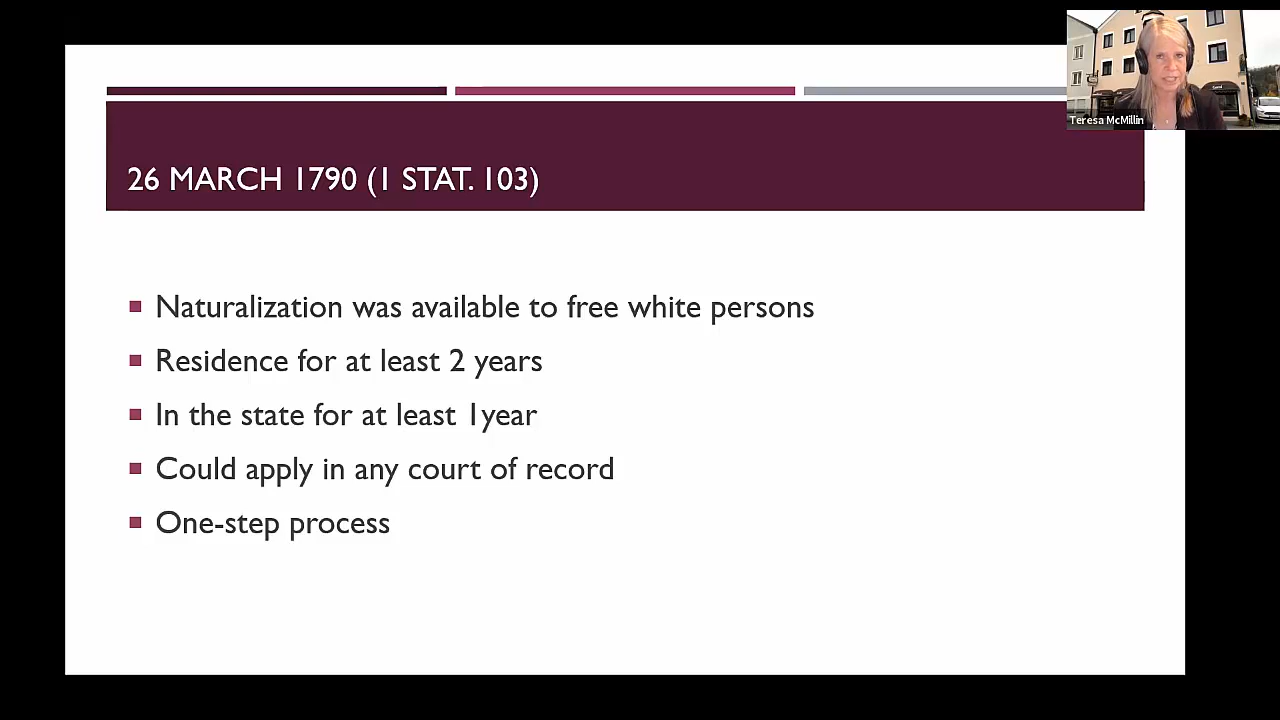 Teresa McMillin
26 MARCH 1790 (1 STAT. 103)
Naturalization was available to free white persons
Residence for at least 2 years
In the state for at least 1year
Could apply in any court of record
One-step process